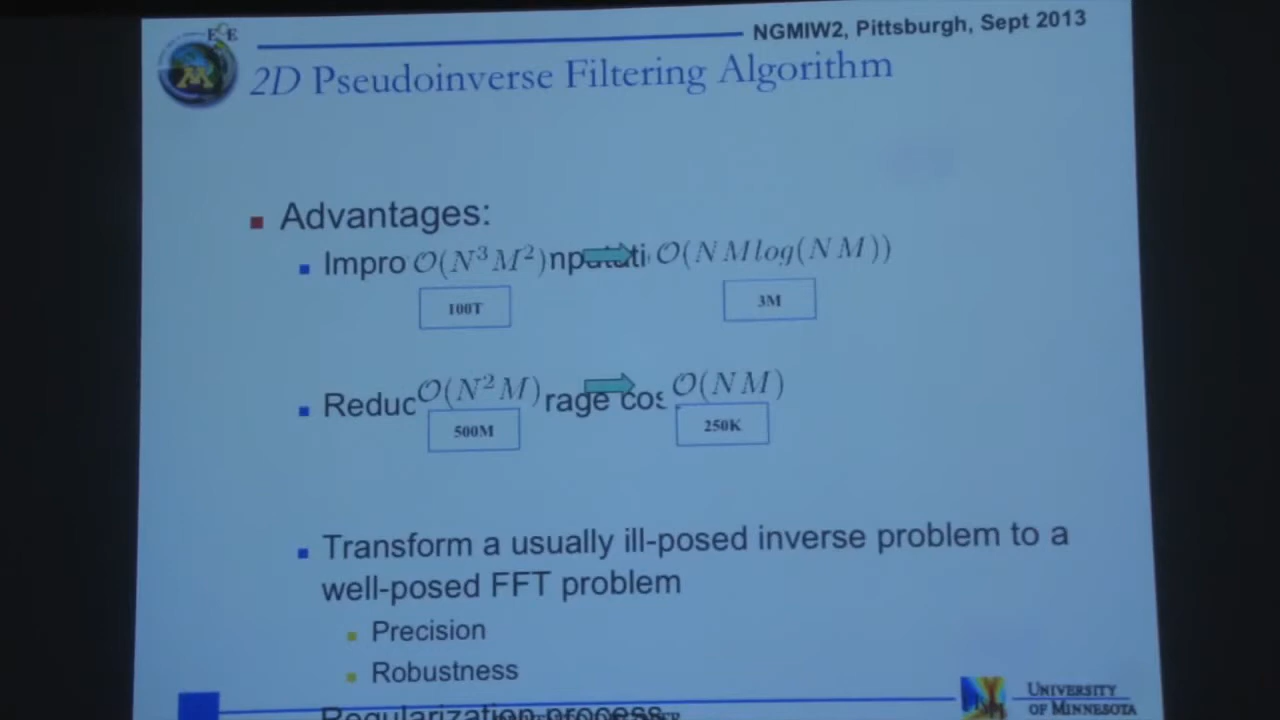 NGMIW2, Pittsburgh, Sept 2013
2D Pseudoinverse Filtering Algorithm
Advantages:
Impro O(N³M²)nputati O(NMlog(NM))
100T 3M
Reduc O(N²M) rage cos O(NM)
500M 250K
Transform a usually ill-posed inverse problem to a
well-posed FFT problem
Precision
Robustness
Regularization process
UNIVERSITY
OF MINNESOTA